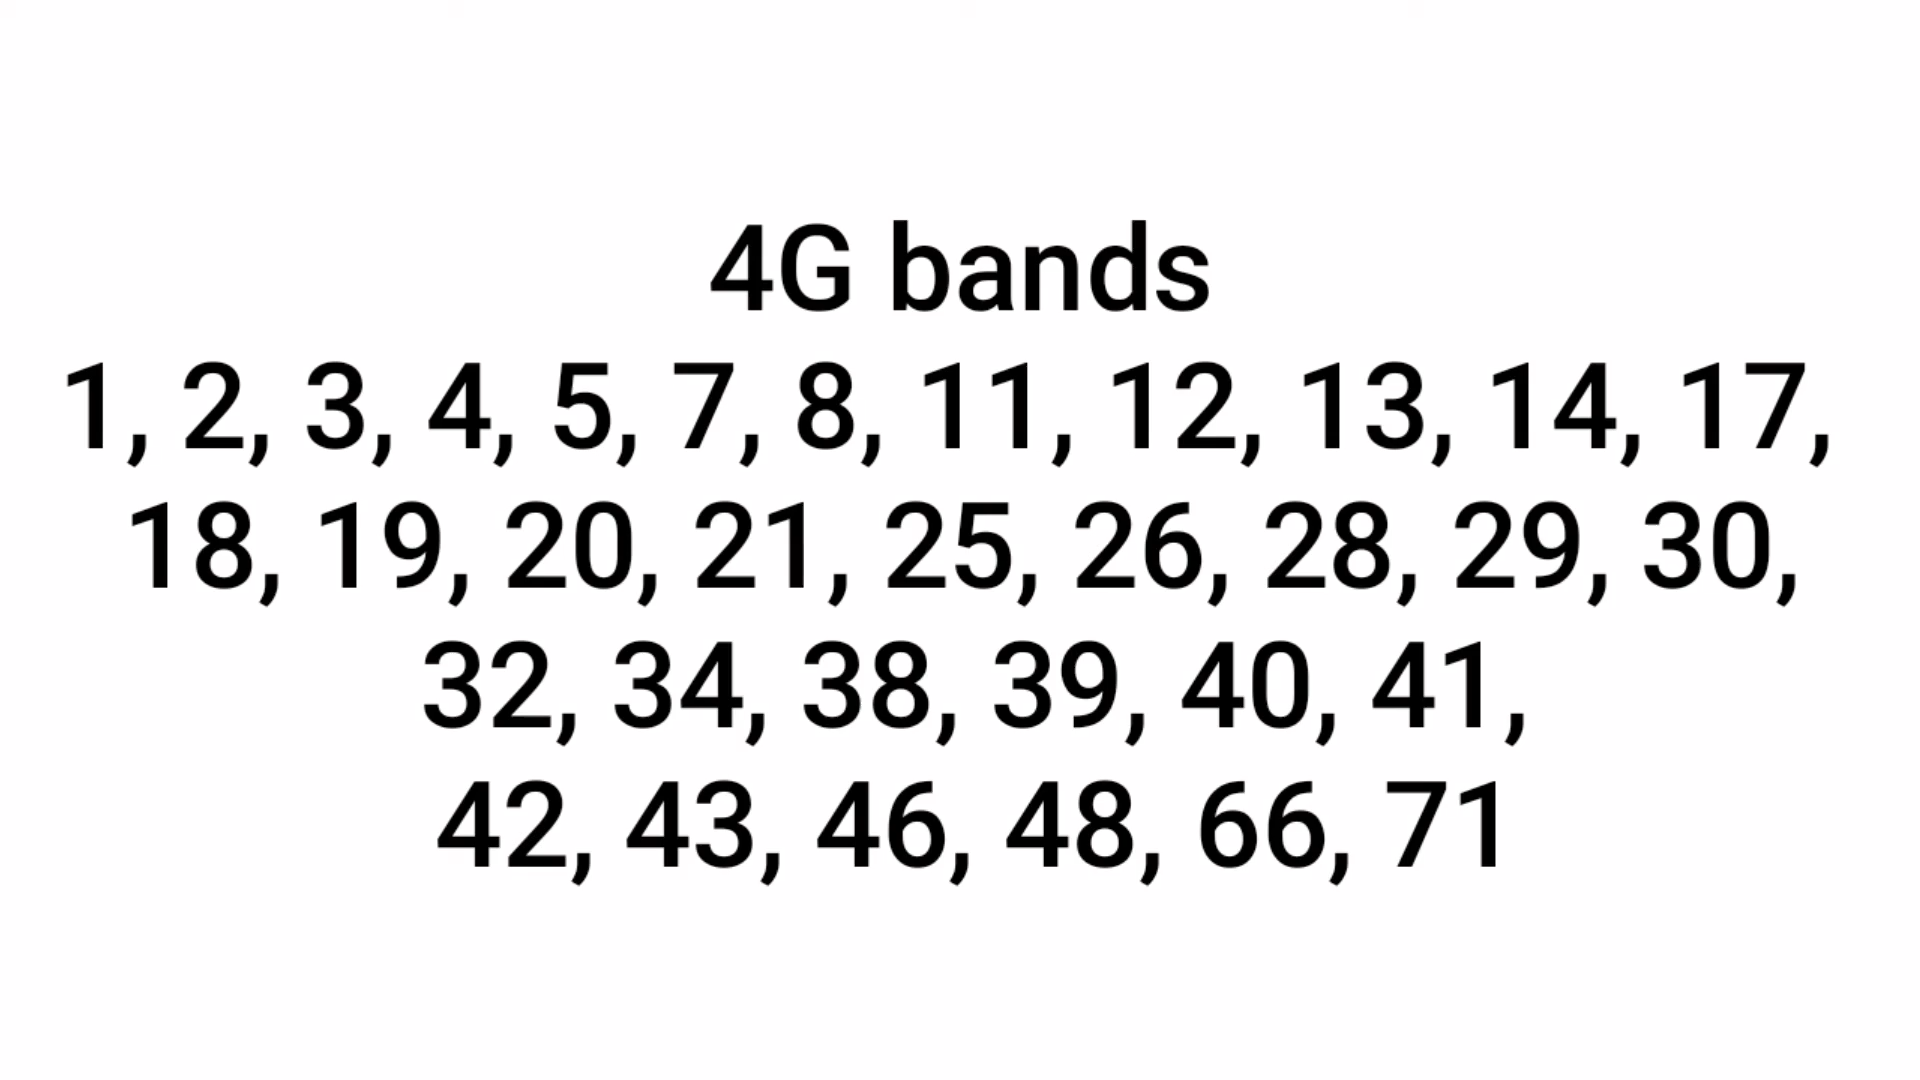 4G bands
1, 2, 3, 4, 5, 7, 8, 11, 12, 13, 14, 17,
18, 19, 20, 21, 25, 26, 28, 29, 30,
32, 34, 38, 39, 40, 41,
42, 43, 46, 48, 66, 71